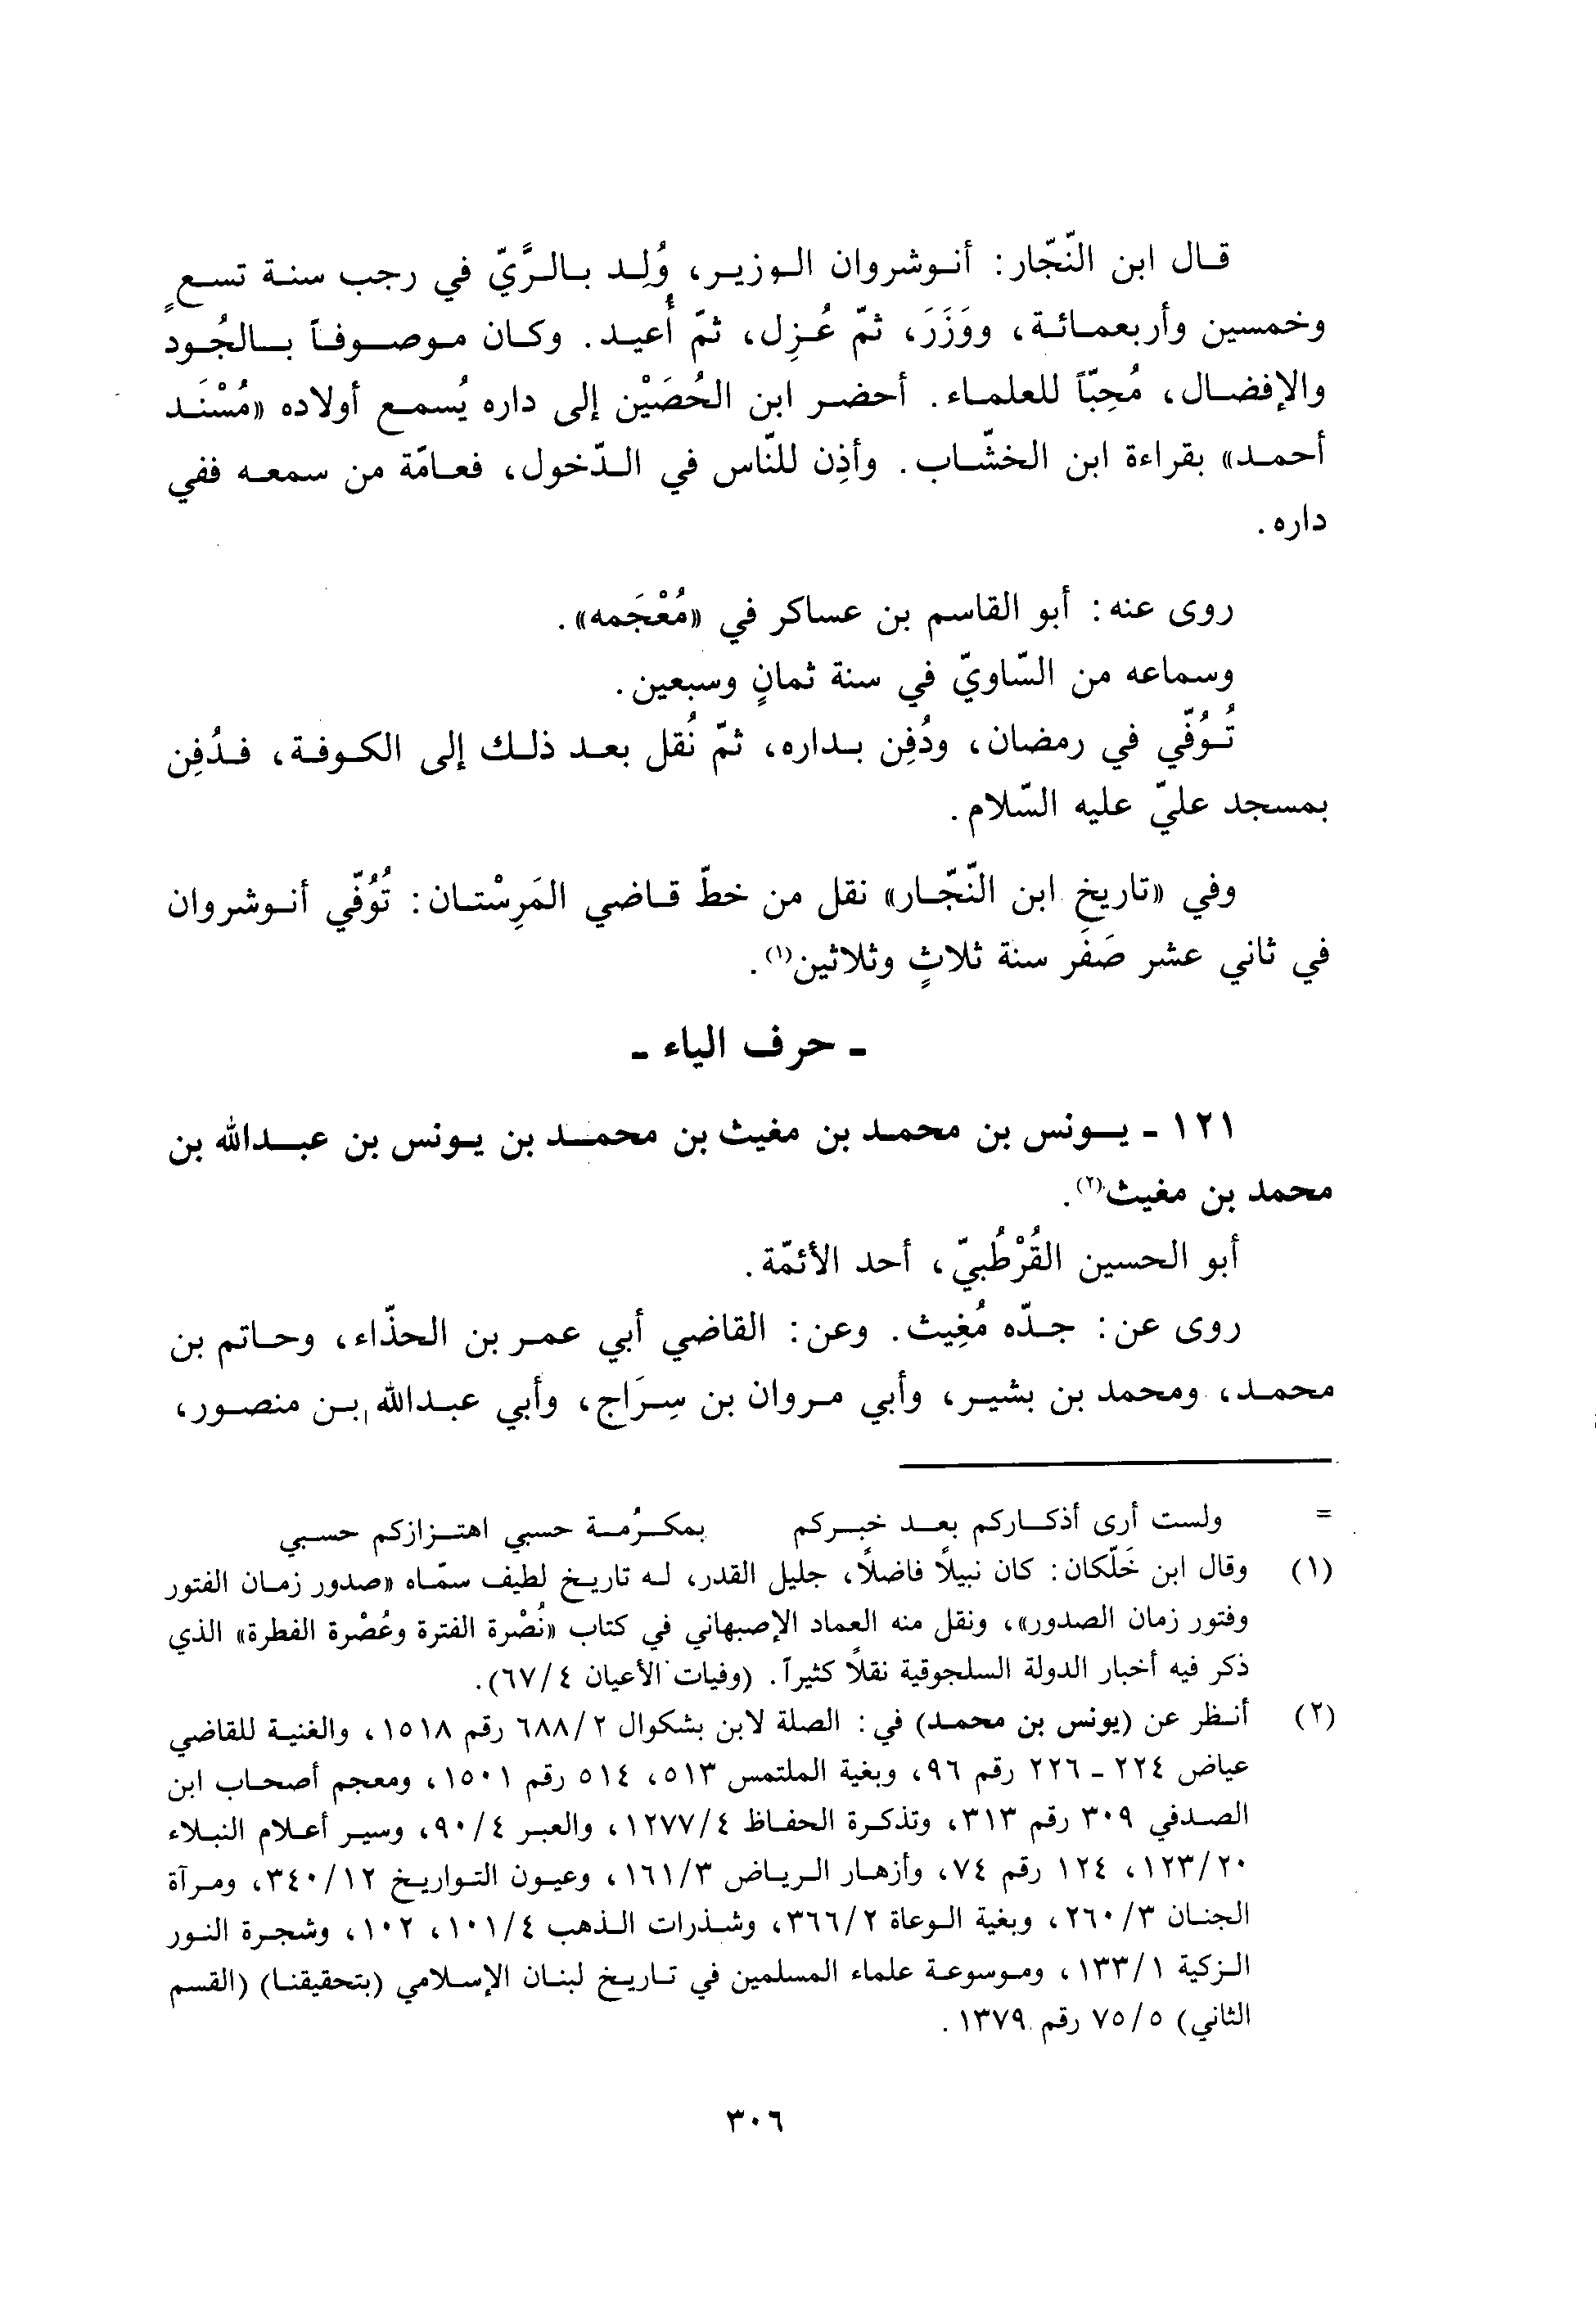 قال ابن النّجّار: أنوشروان الوزير، وُلِد بالرَّيّ في رجب سنة تسعٍ
وخمسين وأربعمائة، ووَزَرَ، ثمّ عُزِل، ثمّ أُعيد. وكان موصوفاً بالجُود
والإفضال، مُحِبّاً للعلماء. أحضر ابن الحُصَيْن إلى داره يُسمع أولاده «مُسْنَد
أحمد» بقراءة ابن الخشّاب. وأذِن للنّاس في الدّخول، فعامّة من سمعه ففي
داره.
روى عنه: أبو القاسم بن عساكر في «مُعْجَمه».
وسماعه من السّاويّ في سنة ثمانٍ وسبعين.
تُوُفّي في رمضان، ودُفِن بداره، ثمّ نُقل بعد ذلك إلى الكوفة، فدُفِن
بمسجد عليّ عليه السّلام.
وفي «تاريخ ابن النّجّار» نقل من خطّ قاضي المَرِسْتان: تُوُفّي أنوشروان
في ثاني عشر صَفَر سنة ثلاثٍ وثلاثين(١).
- حرف الياء -
١٢١ - يونس بن محمد بن مغيث بن محمد بن يونس بن عبدالله بن
محمد بن مغيث(٢).
أبو الحسين القُرْطُبيّ، أحد الأئمّة.
روى عن: جدّه مُغِيث. وعن: القاضي أبي عمر بن الحذّاء، وحاتم بن
محمد، ومحمد بن بشير، وأبي مروان بن سِرَاج، وأبي عبدالله بن منصور،
= ولست أرى أذكاركم بعد خبركم بمكرُمة حسبي اهتزازكم حسبي
(١) وقال ابن خَلّكان: كان نبيلاً فاضلاً، جليل القدر، له تاريخ لطيف سمّاه «صدور زمان الفتور
وفتور زمان الصدور»، ونقل منه العماد الإصبهاني في كتاب «نُصْرة الفترة وعُصْرة الفطرة» الذي
ذكر فيه أخبار الدولة السلجوقية نقلاً كثيراً. (وفيات الأعيان ٤/٦٧).
(٢) أنظر عن (يونس بن محمد) في: الصلة لابن بشكوال ٢/٦٨٨ رقم ١٥١٨، والغنية للقاضي
عياض ٢٢٤ - ٢٢٦ رقم ٩٦، وبغية الملتمس ٥١٣، ٥١٤ رقم ١٥٠١، ومعجم أصحاب ابن
الصدفي ٣٠٩ رقم ٣١٣، وتذكرة الحفاظ ٤/١٢٧٧، والعبر ٤/٩٠، وسير أعلام النبلاء
٢٠/١٢٣، ١٢٤ رقم ٧٤، وأزهار الرياض ٣/١٦١، وعيون التواريخ ١٢/٣٤٠، ومرآة
الجنان ٣/٢٦٠، وبغية الوعاة ٢/٣٦٦، وشذرات الذهب ٤/١٠١، ١٠٢، وشجرة النور
الزكية ١/١٣٣، وموسوعة علماء المسلمين في تاريخ لبنان الإسلامي (بتحقيقنا) (القسم
الثاني) ٥/٧٥ رقم ١٣٧٩.
٣٠٦